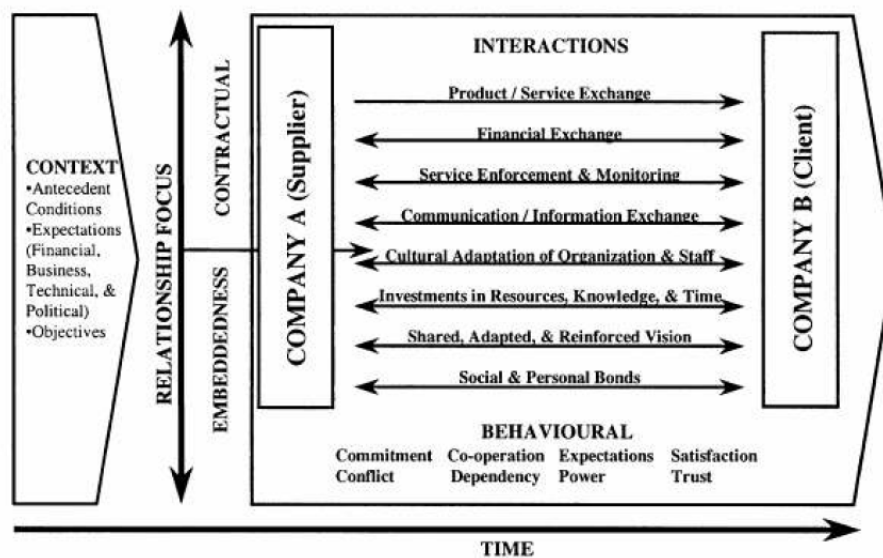 CONTEXT
•Antecedent
Conditions
•Expectations
(Financial,
Business,
Technical, &
Political)
•Objectives
RELATIONSHIP FOCUS
CONTRACTUAL
EMBEDDEDNESS
COMPANY A (Supplier)
INTERACTIONS
Product / Service Exchange
Financial Exchange
Service Enforcement & Monitoring
Communication / Information Exchange
Cultural Adaptation of Organization & Staff
Investments in Resources, Knowledge, & Time
Shared, Adapted, & Reinforced Vision
Social & Personal Bonds
COMPANY B (Client)
BEHAVIOURAL
Commitment Co-operation Expectations Satisfaction
Conflict Dependency Power Trust
TIME